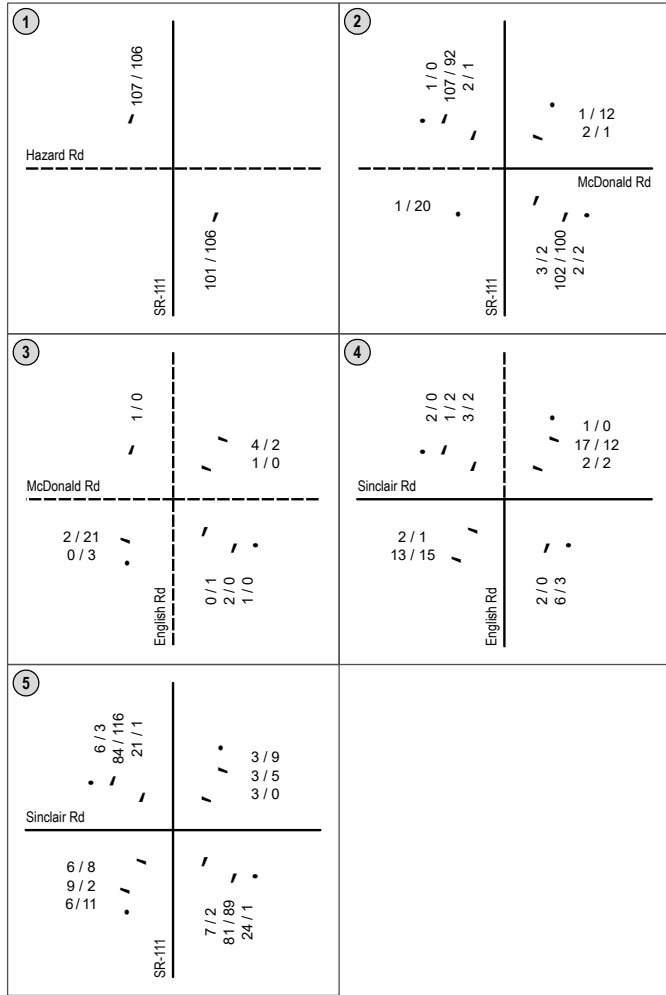 1
107 / 106
Hazard Rd
101 / 106
SR-111
2
1 / 0
107 / 92
2 / 1
1 / 12
2 / 1
McDonald Rd
1 / 20
3 / 2
102 / 100
2 / 2
SR-111
3
1 / 0
4 / 2
1 / 0
McDonald Rd
2 / 21
0 / 3
0 / 1
2 / 0
1 / 0
English Rd
4
2 / 0
1 / 2
3 / 2
1 / 0
17 / 12
2 / 2
Sinclair Rd
2 / 1
13 / 15
2 / 0
6 / 3
English Rd
5
6 / 3
84 / 116
21 / 1
3 / 9
3 / 5
3 / 0
Sinclair Rd
6 / 8
9 / 2
6 / 11
7 / 2
81 / 89
24 / 1
SR-111